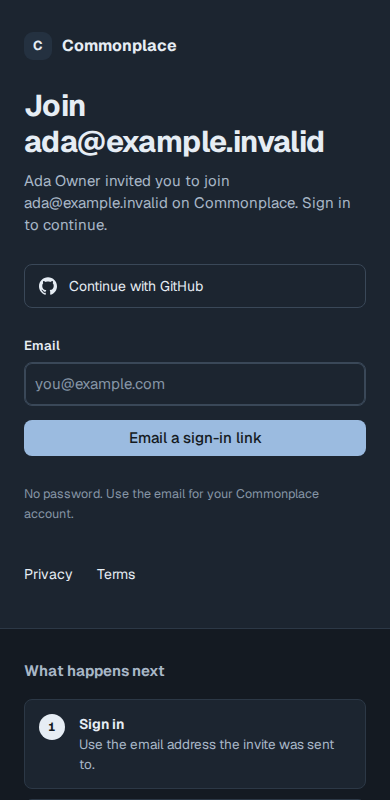 C Commonplace
Join
ada@example.invalid
Ada Owner invited you to join
ada@example.invalid on Commonplace. Sign in
to continue.
Continue with GitHub
Email
you@example.com
Email a sign-in link
No password. Use the email for your Commonplace
account.
Privacy Terms
What happens next
1 Sign in
Use the email address the invite was sent
to.